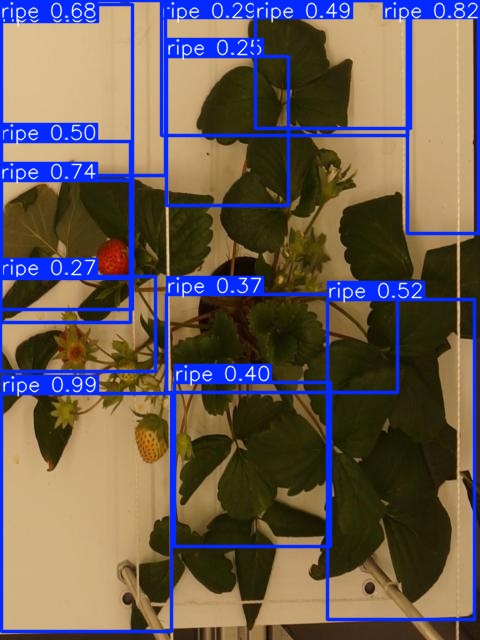 ripe 0.68
ripe 0.29
ripe 0.49
ripe 0.82
ripe 0.25
ripe 0.50
ripe 0.74
ripe 0.27
ripe 0.37
ripe 0.52
ripe 0.40
ripe 0.99